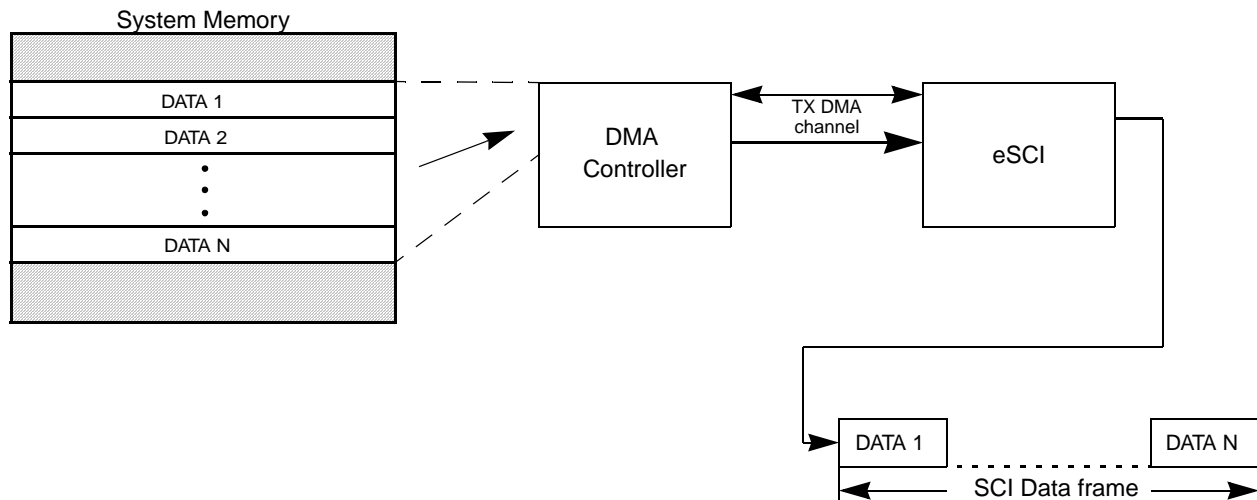 System Memory
DATA 1
DATA 2
DATA N
DMA
Controller
TX DMA
channel
eSCI
DATA 1
DATA N
SCI Data frame